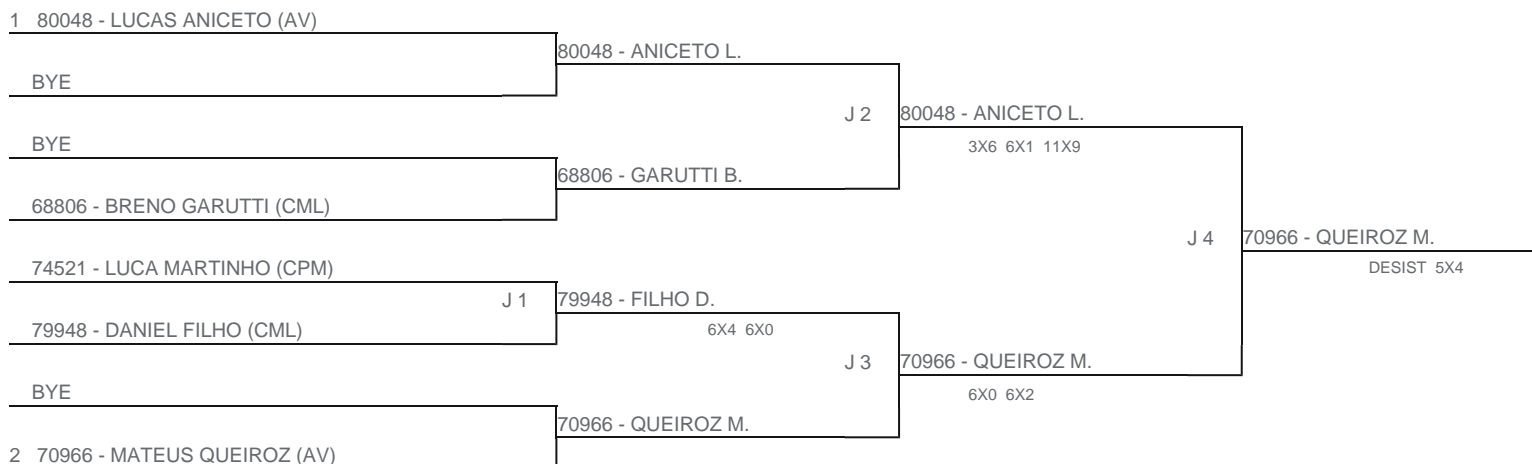 1 80048 - LUCAS ANICETO (AV)
80048 - ANICETO L.
BYE
J 2
80048 - ANICETO L.
BYE
3X6 6X1 11X9
68806 - GARUTTI B.
68806 - BRENO GARUTTI (CML)
J 4
70966 - QUEIROZ M.
74521 - LUCA MARTINHO (CPM)
DESIST 5X4
J 1
79948 - FILHO D.
79948 - DANIEL FILHO (CML)
6X4 6X0
J 3
70966 - QUEIROZ M.
BYE
6X0 6X2
70966 - QUEIROZ M.
2 70966 - MATEUS QUEIROZ (AV)